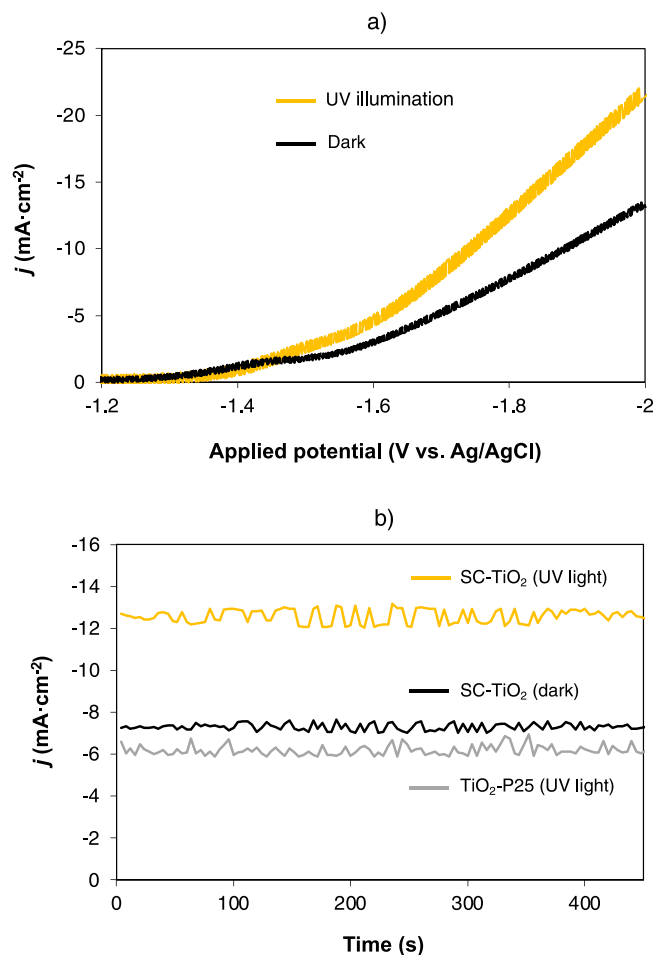 a)
-25
-20
-15
-10
-5
0
j (mA·cm⁻²)
UV illumination
Dark
-1.2 -1.4 -1.6 -1.8 -2
Applied potential (V vs. Ag/AgCl)
b)
-16
-14
-12
-10
-8
-6
-4
-2
0
j (mA·cm⁻²)
SC-TiO₂ (UV light)
SC-TiO₂ (dark)
TiO₂-P25 (UV light)
0 100 200 300 400
Time (s)